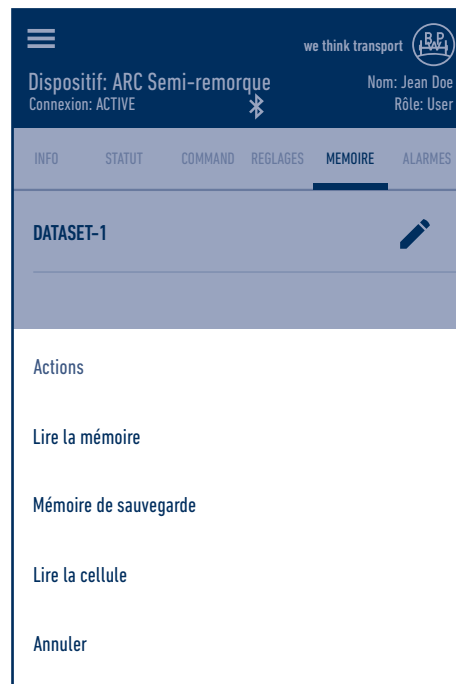 we think transport
BPW
Dispositif: ARC Semi-remorque
Nom: Jean Doe
Connexion: ACTIVE
Rôle: User
INFO STATUT COMMAND REGLAGES MEMOIRE ALARMES
DATASET-1
Actions
Lire la mémoire
Mémoire de sauvegarde
Lire la cellule
Annuler